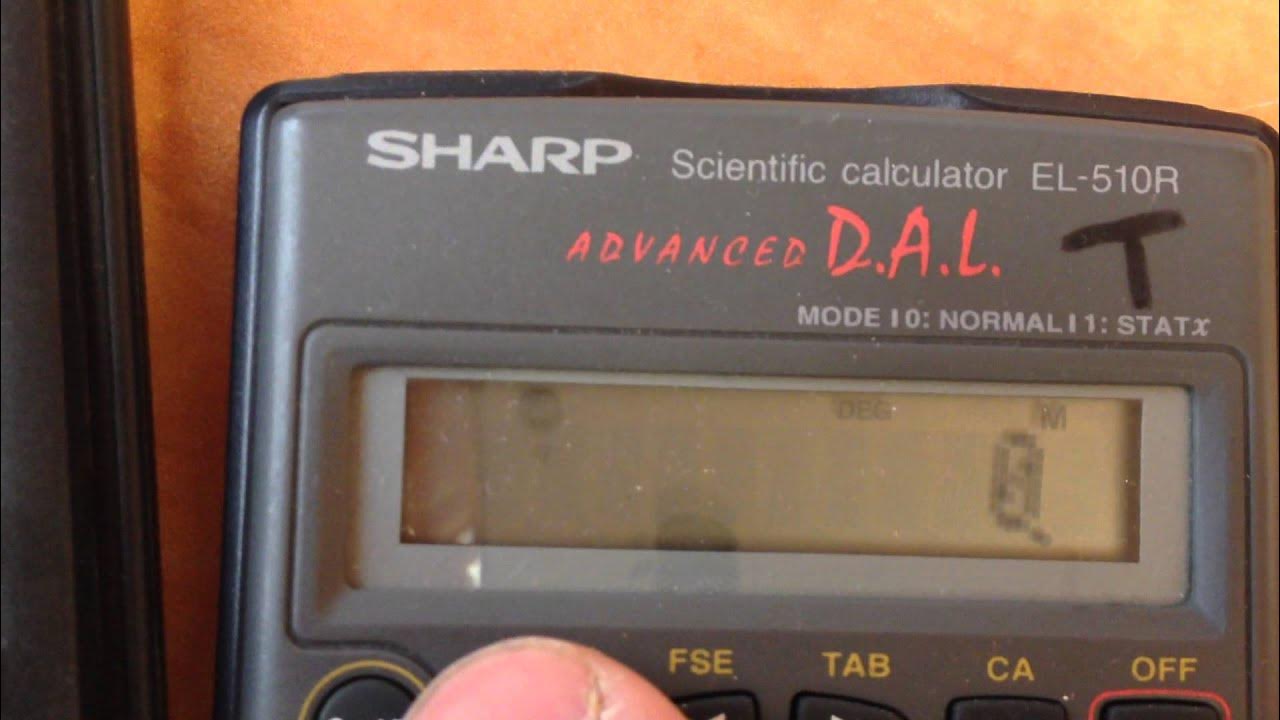 SHARP Scientific calculator EL-510R
ADVANCED D.A.L. T
MODE 0: NORMAL 1: STATx
DEG M
0.
FSE TAB CA OFF